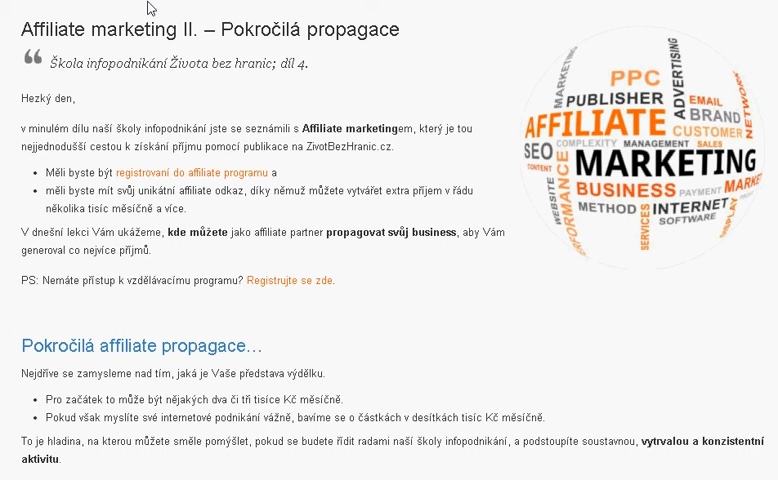 Affiliate marketing II. – Pokročilá propagace
“ Škola infopodnikání Života bez hranic; díl 4.
Hezký den,
v minulém dílu naší školy infopodnikání jste se seznámili s Affiliate marketingem, který je tou
nejjednodušší cestou k získání příjmu pomocí publikace na ZivotBezHranic.cz.
• Měli byste být registrovaní do affiliate programu a
• měli byste mít svůj unikátní affiliate odkaz, díky němuž můžete vytvářet extra příjem v řádu
několika tisíc měsíčně a více.
V dnešní lekci Vám ukážeme, kde můžete jako affiliate partner propagovat svůj business, aby Vám
generoval co nejvíce příjmů.
PS: Nemáte přístup k vzdělávacímu programu? Registrujte se zde.
MARKETING
PPC
ADVERTISING
PUBLISHER
EMAIL
NETWORK
AFFILIATE
BRAND
CUSTOMER
SEO
COMPLEXITY
MANAGEMENT
SALES
CONTENT
MARKETING
PERFORMANCE
WEBSITE
BUSINESS
PAYMENT
MARKE
METHOD
SERVICES
INTERNET
SOFTWARE
Pokročilá affiliate propagace…
Nejdříve se zamysleme nad tím, jaká je Vaše představa výdělku.
• Pro začátek to může být nějakých dva či tři tisíce Kč měsíčně.
• Pokud však myslíte své internetové podnikání vážně, bavíme se o částkách v desítkách tisíc Kč měsíčně.
To je hladina, na kterou můžete směle pomýšlet, pokud se budete řídit radami naší školy infopodnikání, a podstoupíte soustavnou, vytrvalou a konzistentní
aktivitu.